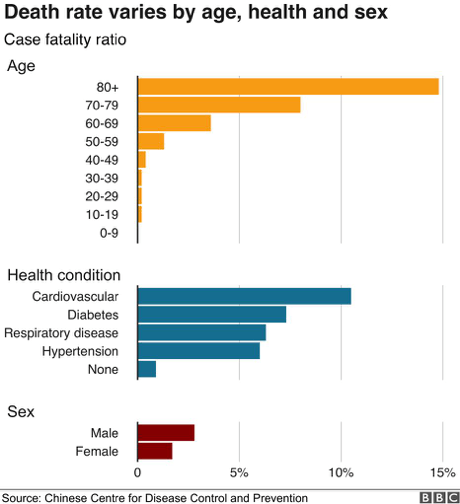 Death rate varies by age, health and sex
Case fatality ratio
Age
80+
70-79
60-69
50-59
40-49
30-39
20-29
10-19
0-9
Health condition
Cardiovascular
Diabetes
Respiratory disease
Hypertension
None
Sex
Male
Female
0 5% 10% 15%
Source: Chinese Centre for Disease Control and Prevention BBC